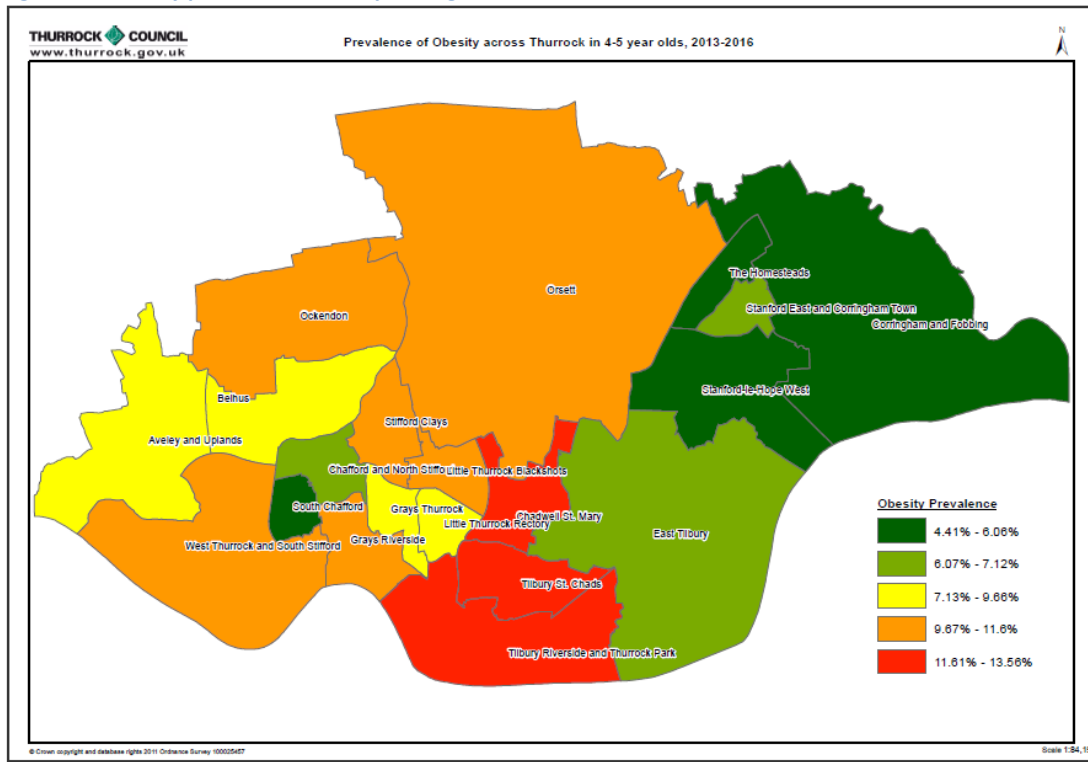 THURROCK COUNCIL
www.thurrock.gov.uk
Prevalence of Obesity across Thurrock in 4-5 year olds, 2013-2016
N
The Homesteads
Orsett
Stanford East and Corringham Town
Ockendon
Corringham and Fobbing
Stanford-le-Hope West
Belhus
Stifford Clays
Aveley and Uplands
Chafford and North Stifford
Little Thurrock Blackshots
South Chafford
Grays Thurrock
Chadwell St. Mary
Little Thurrock Rectory
East Tilbury
Grays Riverside
West Thurrock and South Stifford
Tilbury St. Chads
Tilbury Riverside and Thurrock Park
Obesity Prevalence
4.41% - 6.06%
6.07% - 7.12%
7.13% - 9.66%
9.67% - 11.6%
11.61% - 13.56%
© Crown copyright and database rights 2011 Ordnance Survey 100025457
Scale 1:84,15